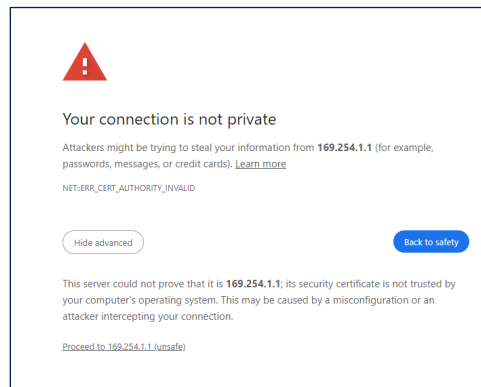 Your connection is not private
Attackers might be trying to steal your information from 169.254.1.1 (for example,
passwords, messages, or credit cards). Learn more
NET::ERR_CERT_AUTHORITY_INVALID
Hide advanced
Back to safety
This server could not prove that it is 169.254.1.1; its security certificate is not trusted by
your computer's operating system. This may be caused by a misconfiguration or an
attacker intercepting your connection.
Proceed to 169.254.1.1 (unsafe)